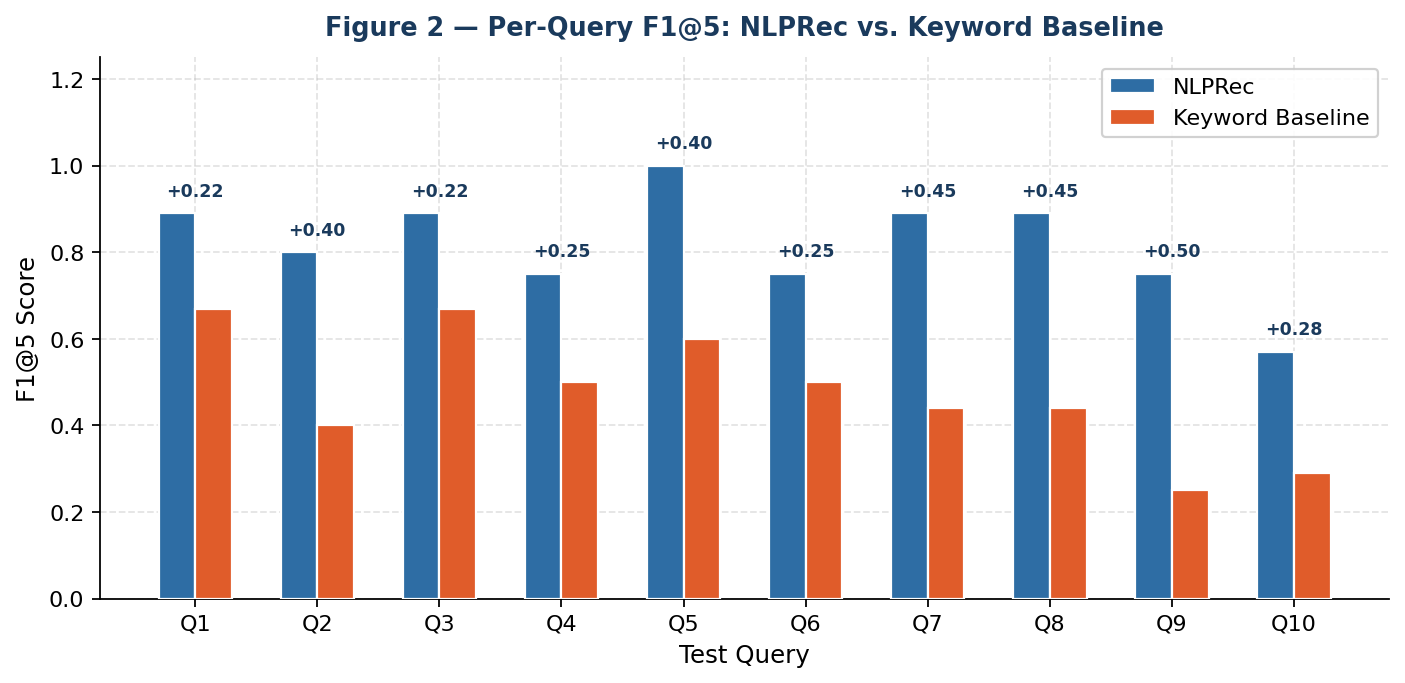 Figure 2 — Per-Query F1@5: NLPRec vs. Keyword Baseline
NLPRec
Keyword Baseline
F1@5 Score
1.2
1.0
0.8
0.6
0.4
0.2
0.0
+0.22
+0.40
+0.22
+0.25
+0.40
+0.25
+0.45
+0.45
+0.50
+0.28
Q1 Q2 Q3 Q4 Q5 Q6 Q7 Q8 Q9 Q10
Test Query